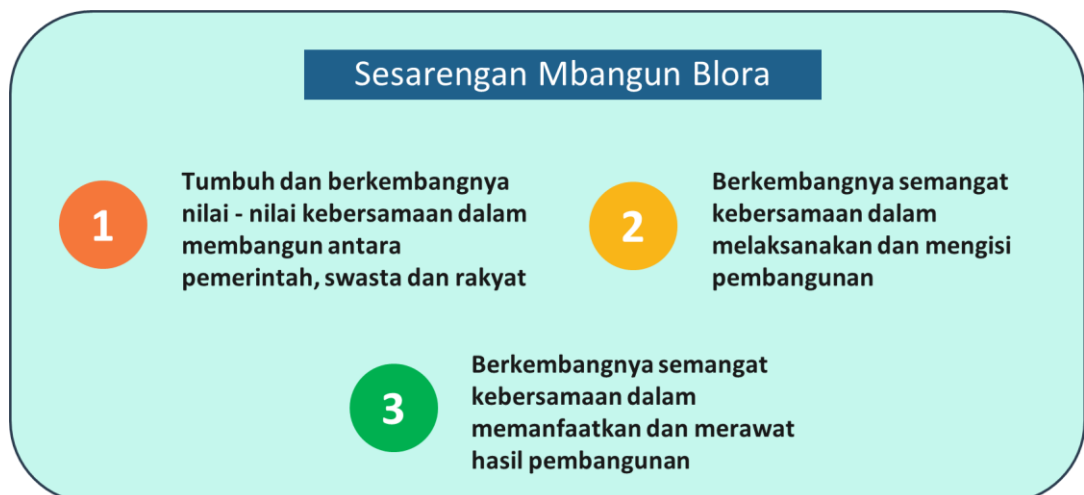 Sesarengan Mbangun Blora
1
Tumbuh dan berkembangnya
nilai - nilai kebersamaan dalam
membangun antara
pemerintah, swasta dan rakyat
2
Berkembangnya semangat
kebersamaan dalam
melaksanakan dan mengisi
pembangunan
3
Berkembangnya semangat
kebersamaan dalam
memanfaatkan dan merawat
hasil pembangunan